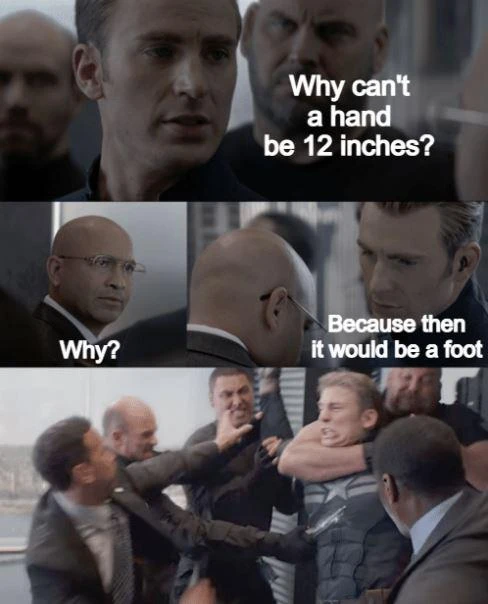 Why can't
a hand
be 12 inches?
Why?
Because then
it would be a foot